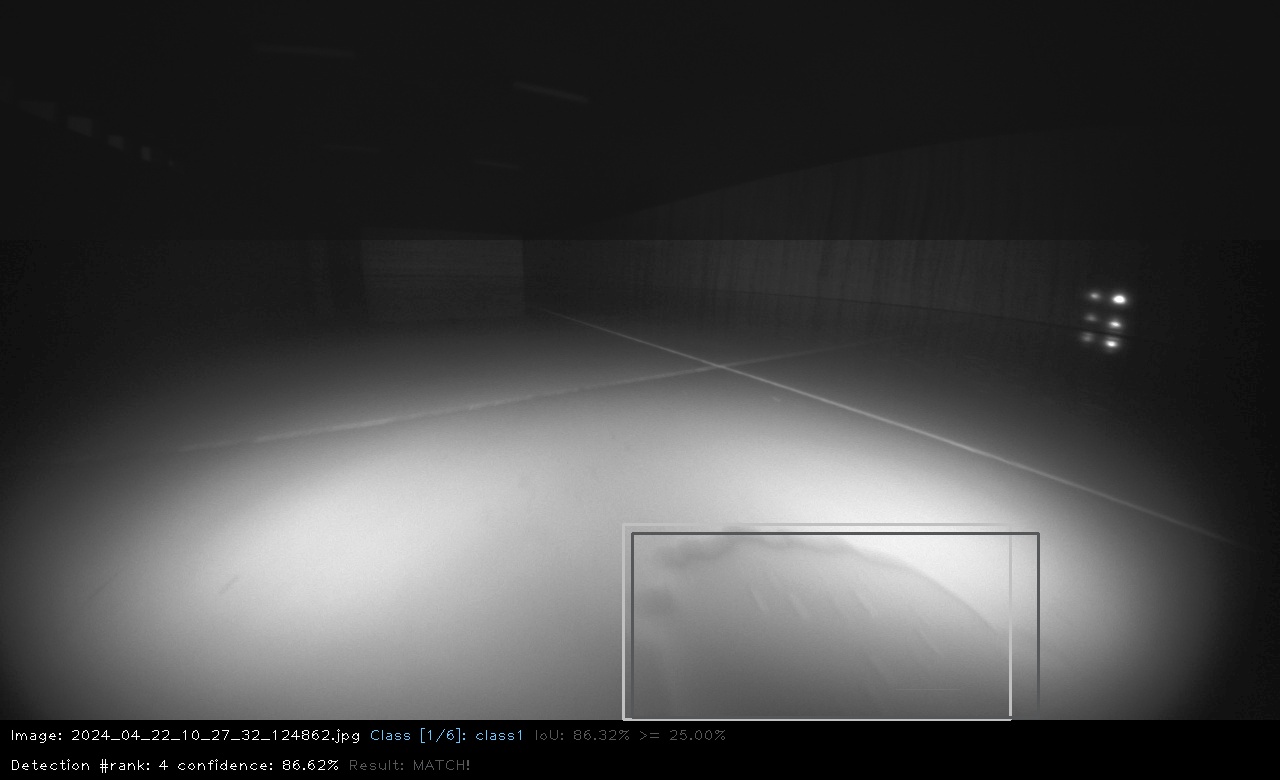 Image: 2024_04_22_10_27_32_124862.jpg Class [1/6]: class1 IoU: 86.32% >= 25.00%
Detection #rank: 4 confidence: 86.62% Result: MATCH!